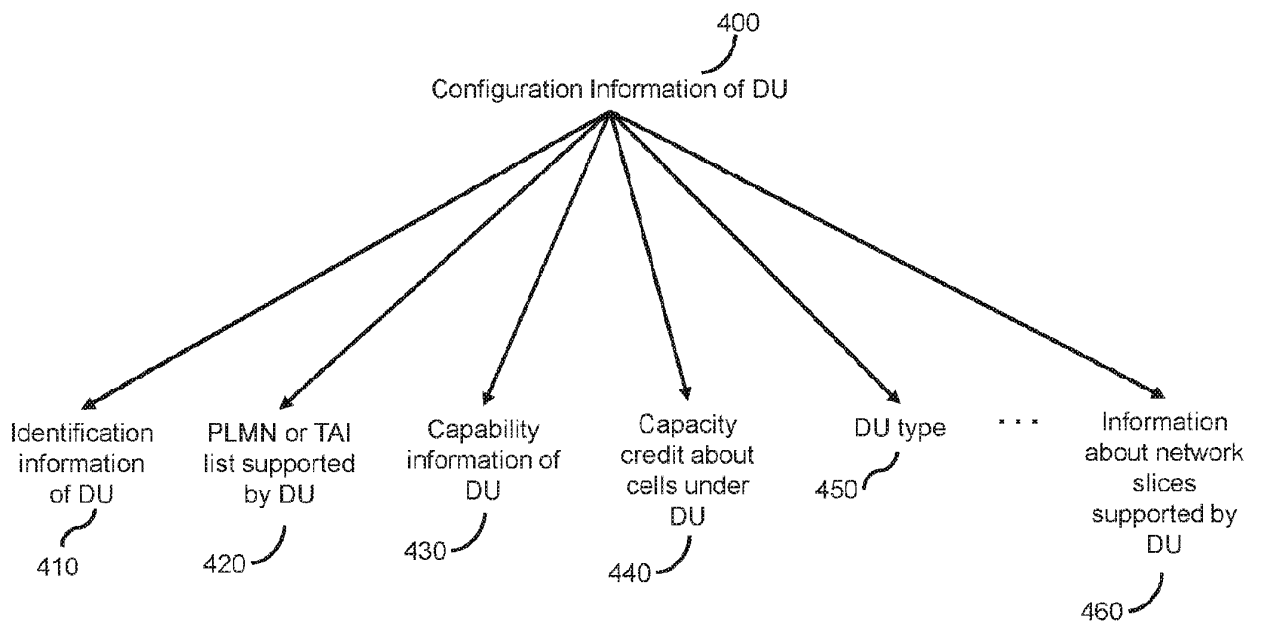 400
Configuration Information of DU
Identification
information
of DU
410
PLMN or TAI
list supported
by DU
420
Capability
information of
DU
430
Capacity
credit about
cells under
DU
440
DU type
450
...
Information
about network
slices
supported by
DU
460